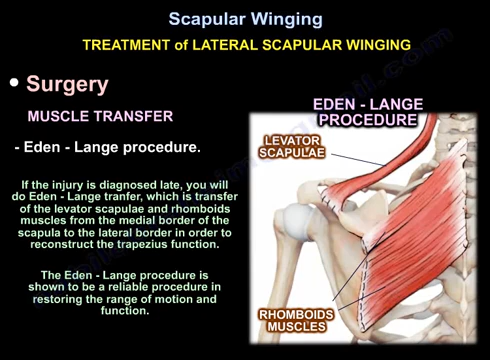 Scapular Winging
TREATMENT of LATERAL SCAPULAR WINGING
• Surgery
MUSCLE TRANSFER
- Eden - Lange procedure.
If the injury is diagnosed late, you will
do Eden - Lange tranfer, which is transfer
of the levator scapulae and rhomboids
muscles from the medial border of the
scapula to the lateral border in order to
reconstruct the trapezius function.
The Eden - Lange procedure is
shown to be a reliable procedure in
restoring the range of motion and
function.
EDEN - LANGE
PROCEDURE
LEVATOR
SCAPULAE
RHOMBOIDS
MUSCLES